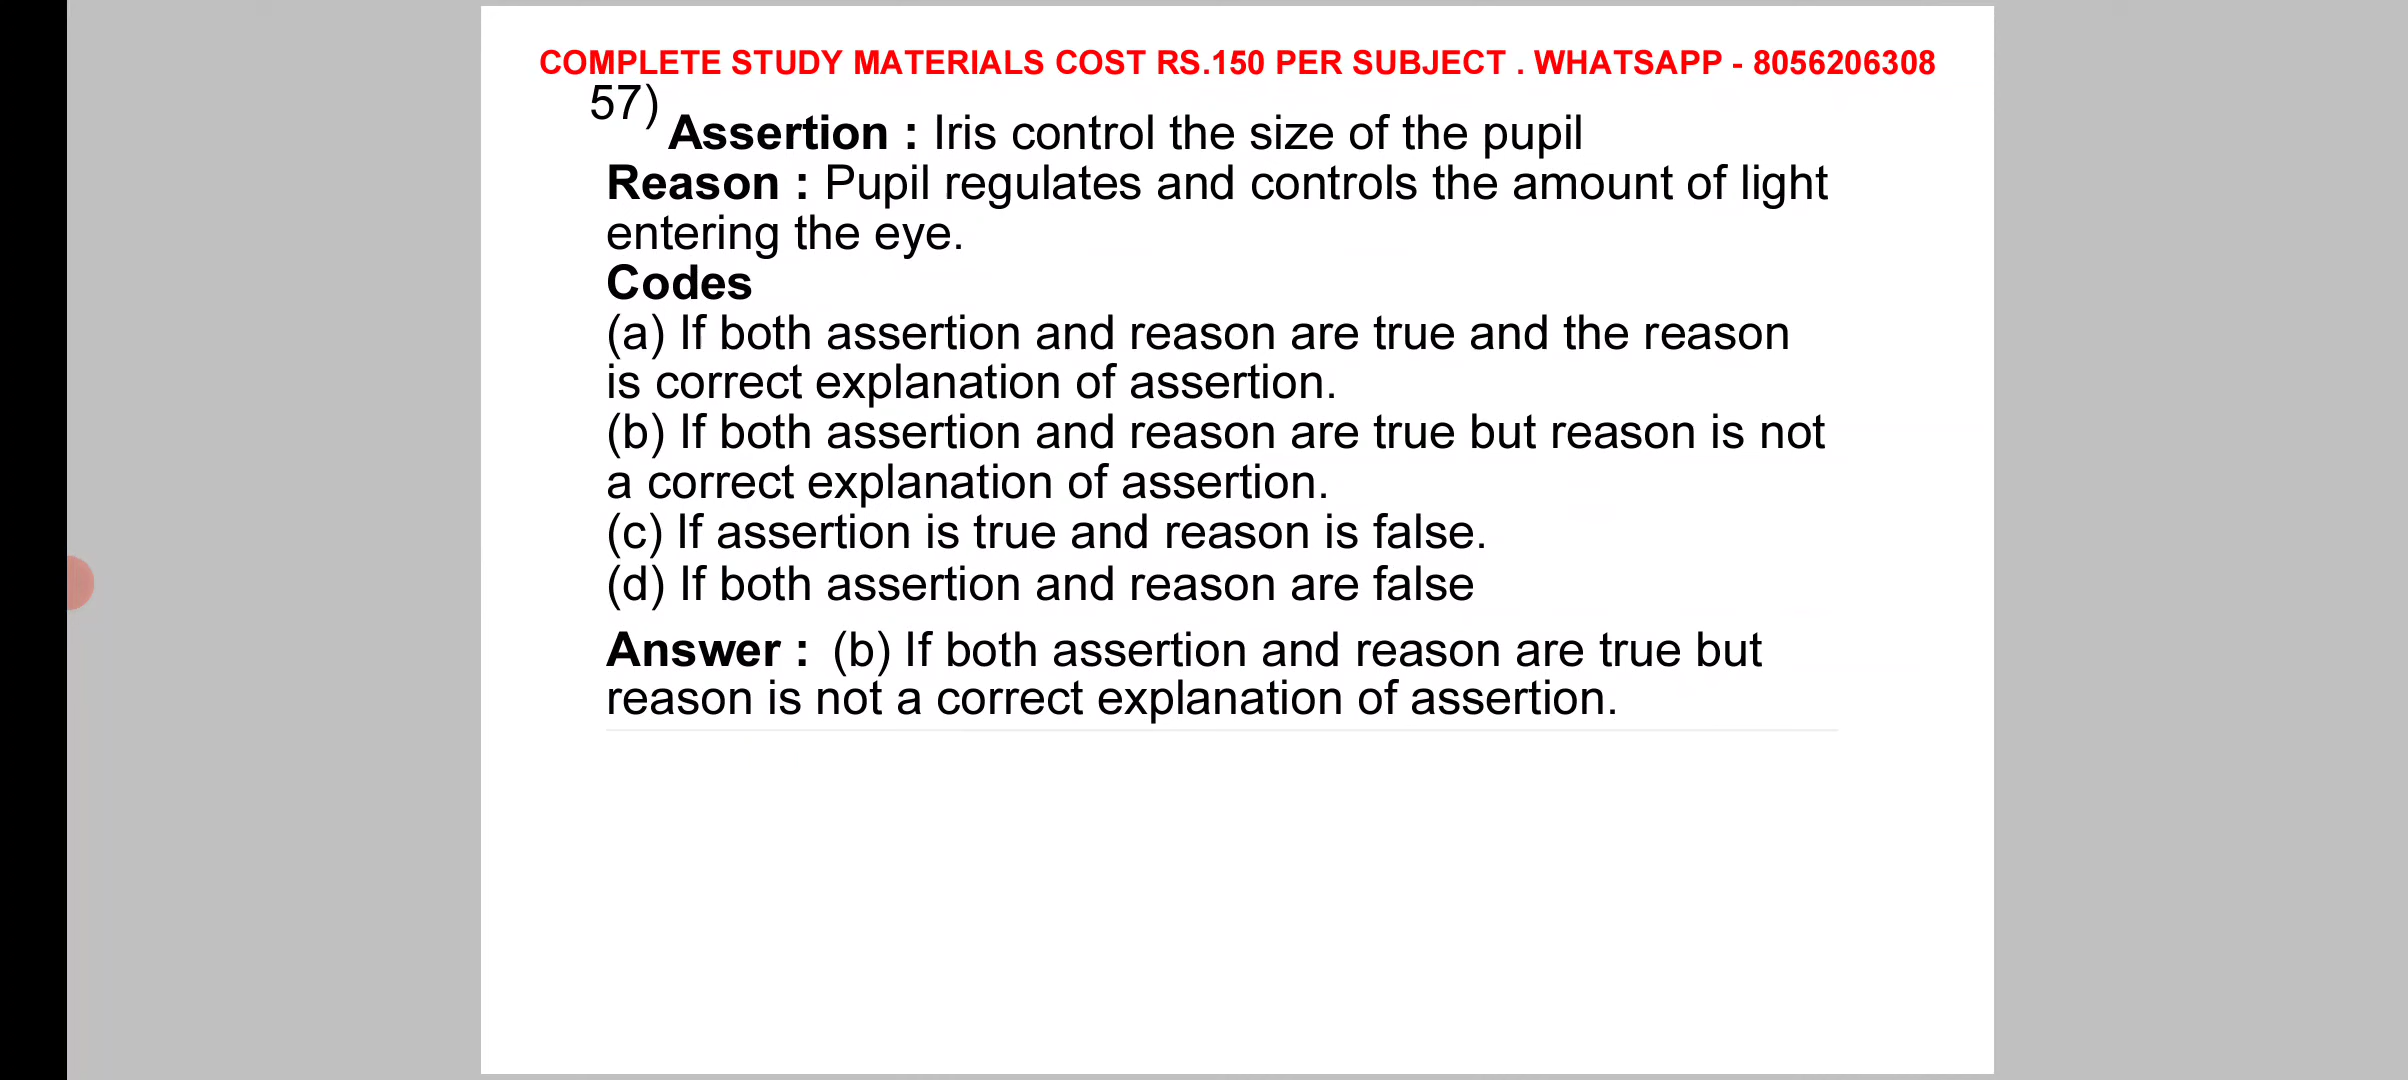 COMPLETE STUDY MATERIALS COST RS.150 PER SUBJECT . WHATSAPP - 8056206308
57)
Assertion : Iris control the size of the pupil
Reason : Pupil regulates and controls the amount of light
entering the eye.
Codes
(a) If both assertion and reason are true and the reason
is correct explanation of assertion.
(b) If both assertion and reason are true but reason is not
a correct explanation of assertion.
(c) If assertion is true and reason is false.
(d) If both assertion and reason are false
Answer : (b) If both assertion and reason are true but
reason is not a correct explanation of assertion.